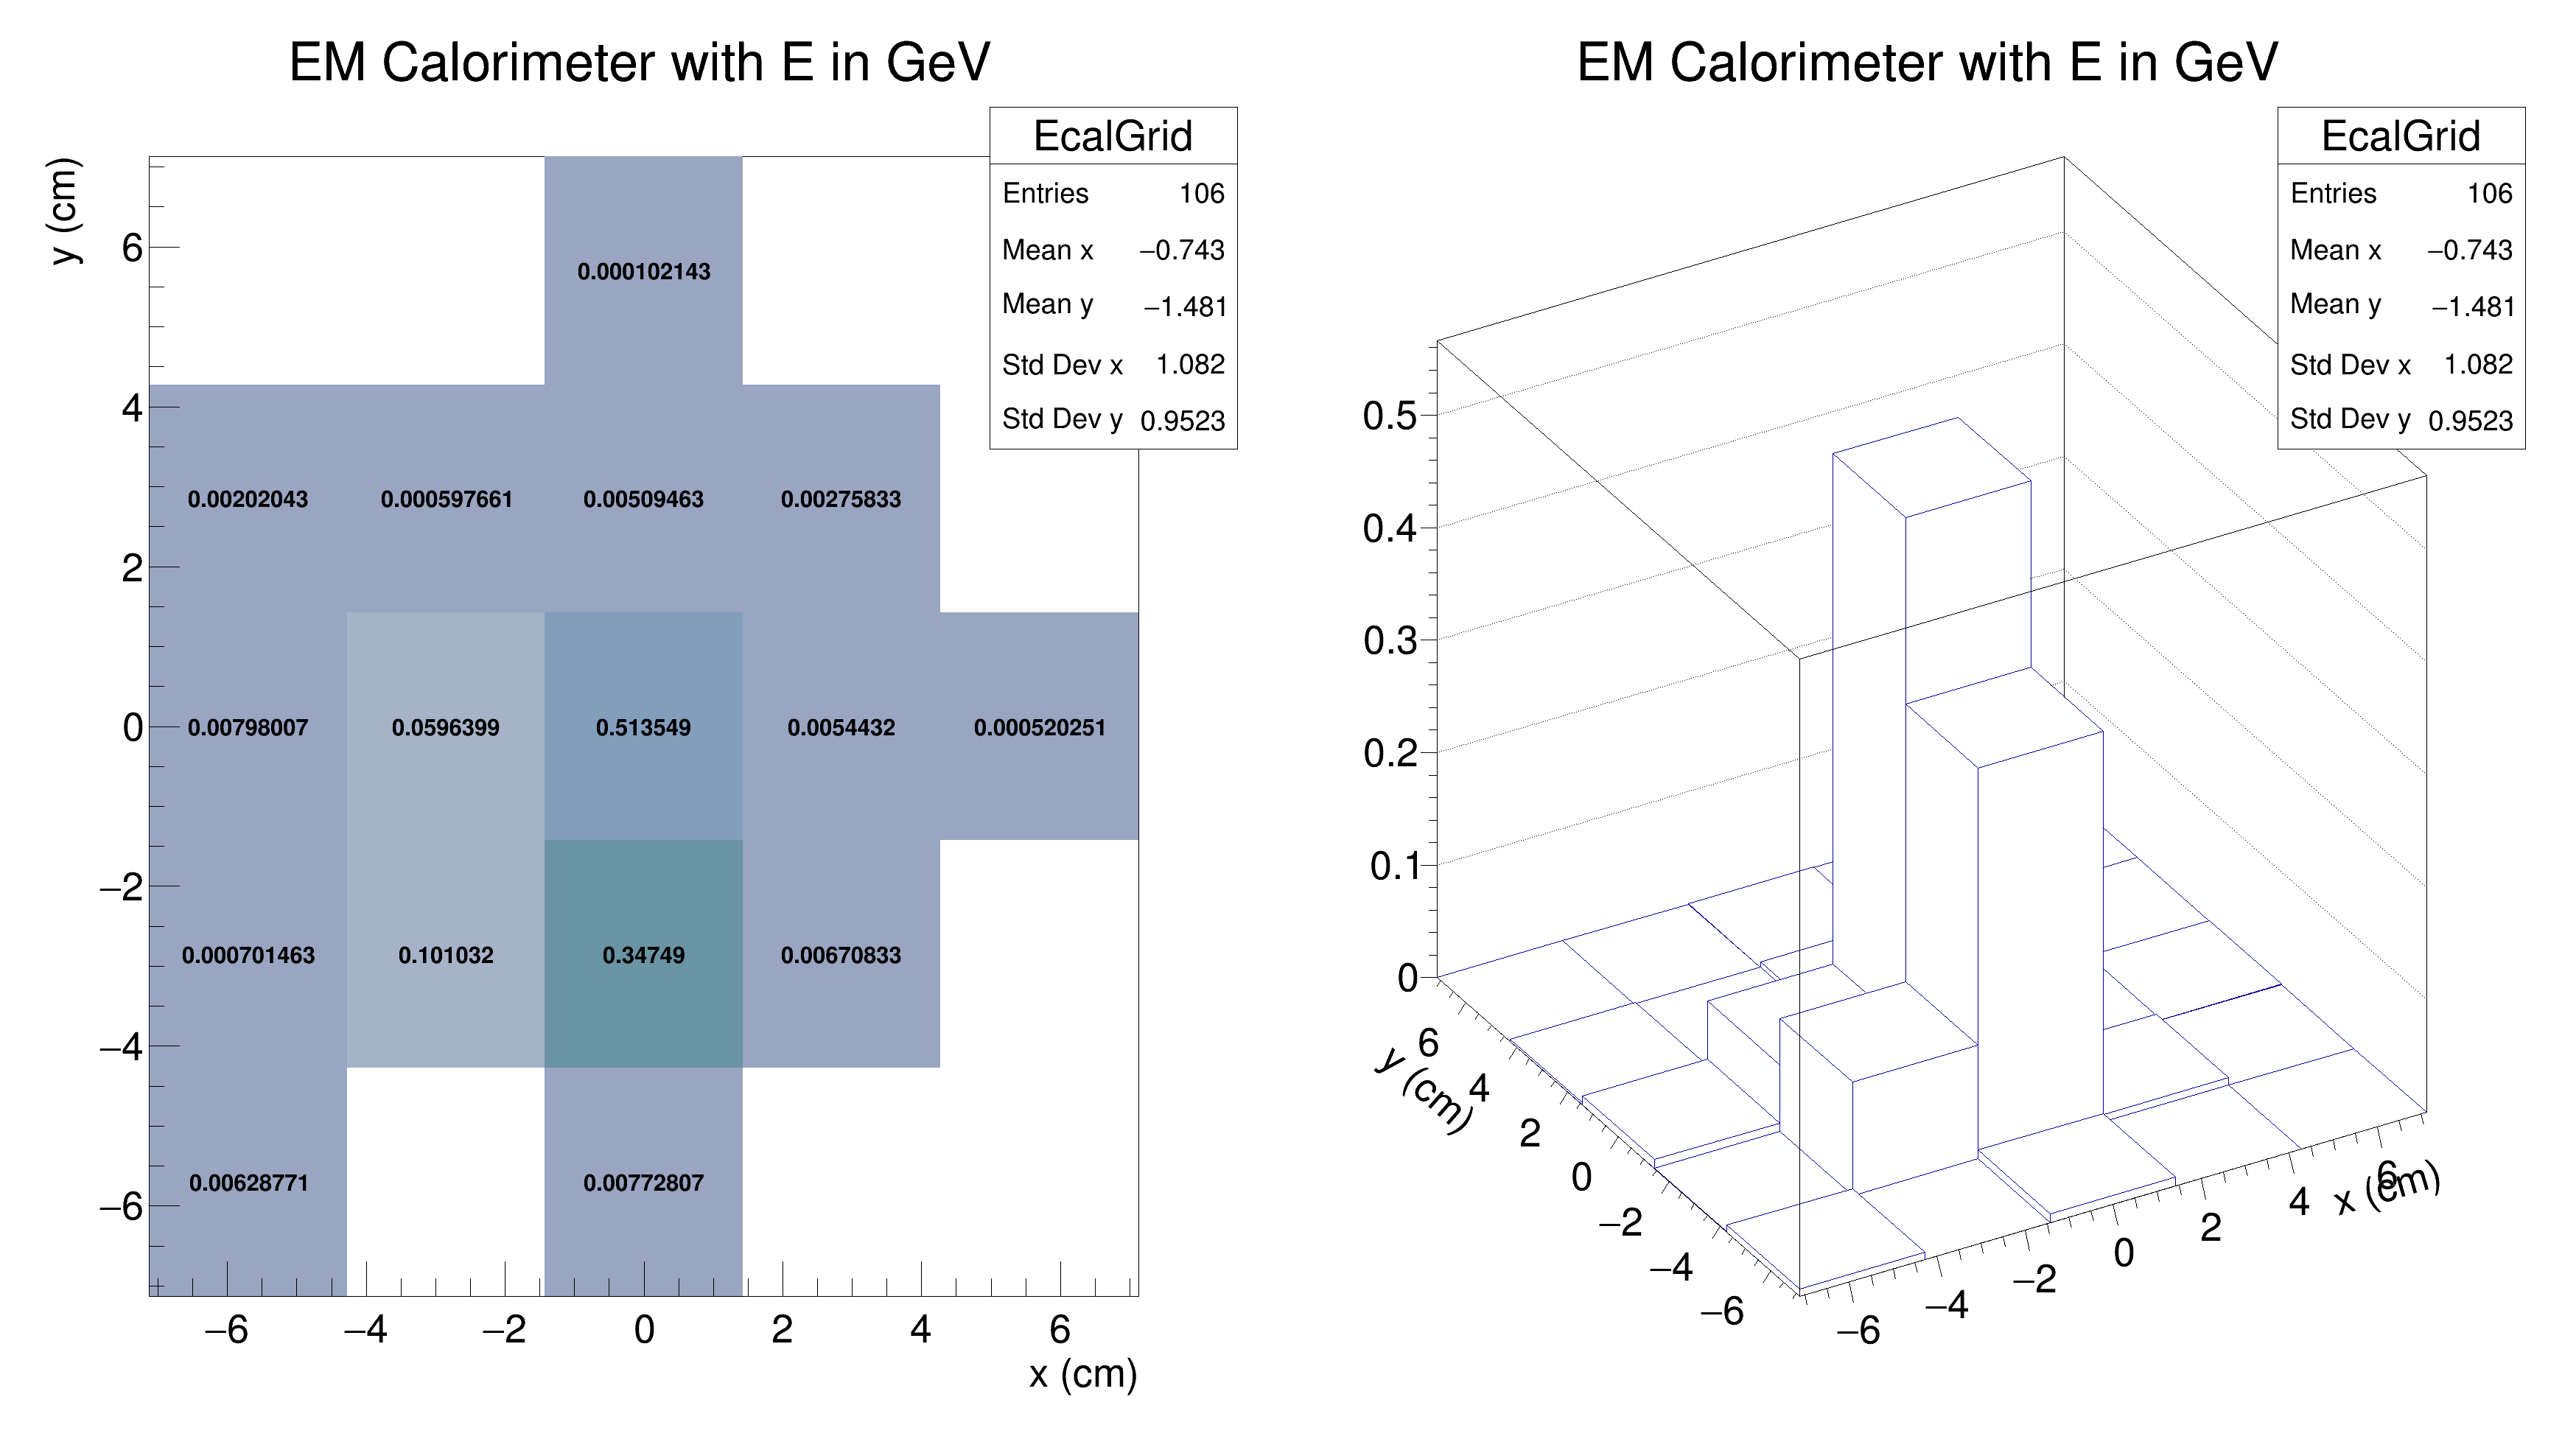 EM Calorimeter with E in GeV
EcalGrid
Entries 106
Mean x −0.743
Mean y −1.481
Std Dev x 1.082
Std Dev y 0.9523
y (cm)
6
4
2
0
−2
−4
−6
0.000102143
0.00202043 0.000597661 0.00509463 0.00275833
0.00798007 0.0596399 0.513549 0.0054432 0.000520251
0.000701463 0.101032 0.34749 0.00670833
0.00628771 0.00772807
−6 −4 −2 0 2 4 6
x (cm)
EM Calorimeter with E in GeV
EcalGrid
Entries 106
Mean x −0.743
Mean y −1.481
Std Dev x 1.082
Std Dev y 0.9523
0.5
0.4
0.3
0.2
0.1
0
6
4
2
0
−2
−4
−6
y (cm)
−6
−4
−2
0
2
4
6
x (cm)